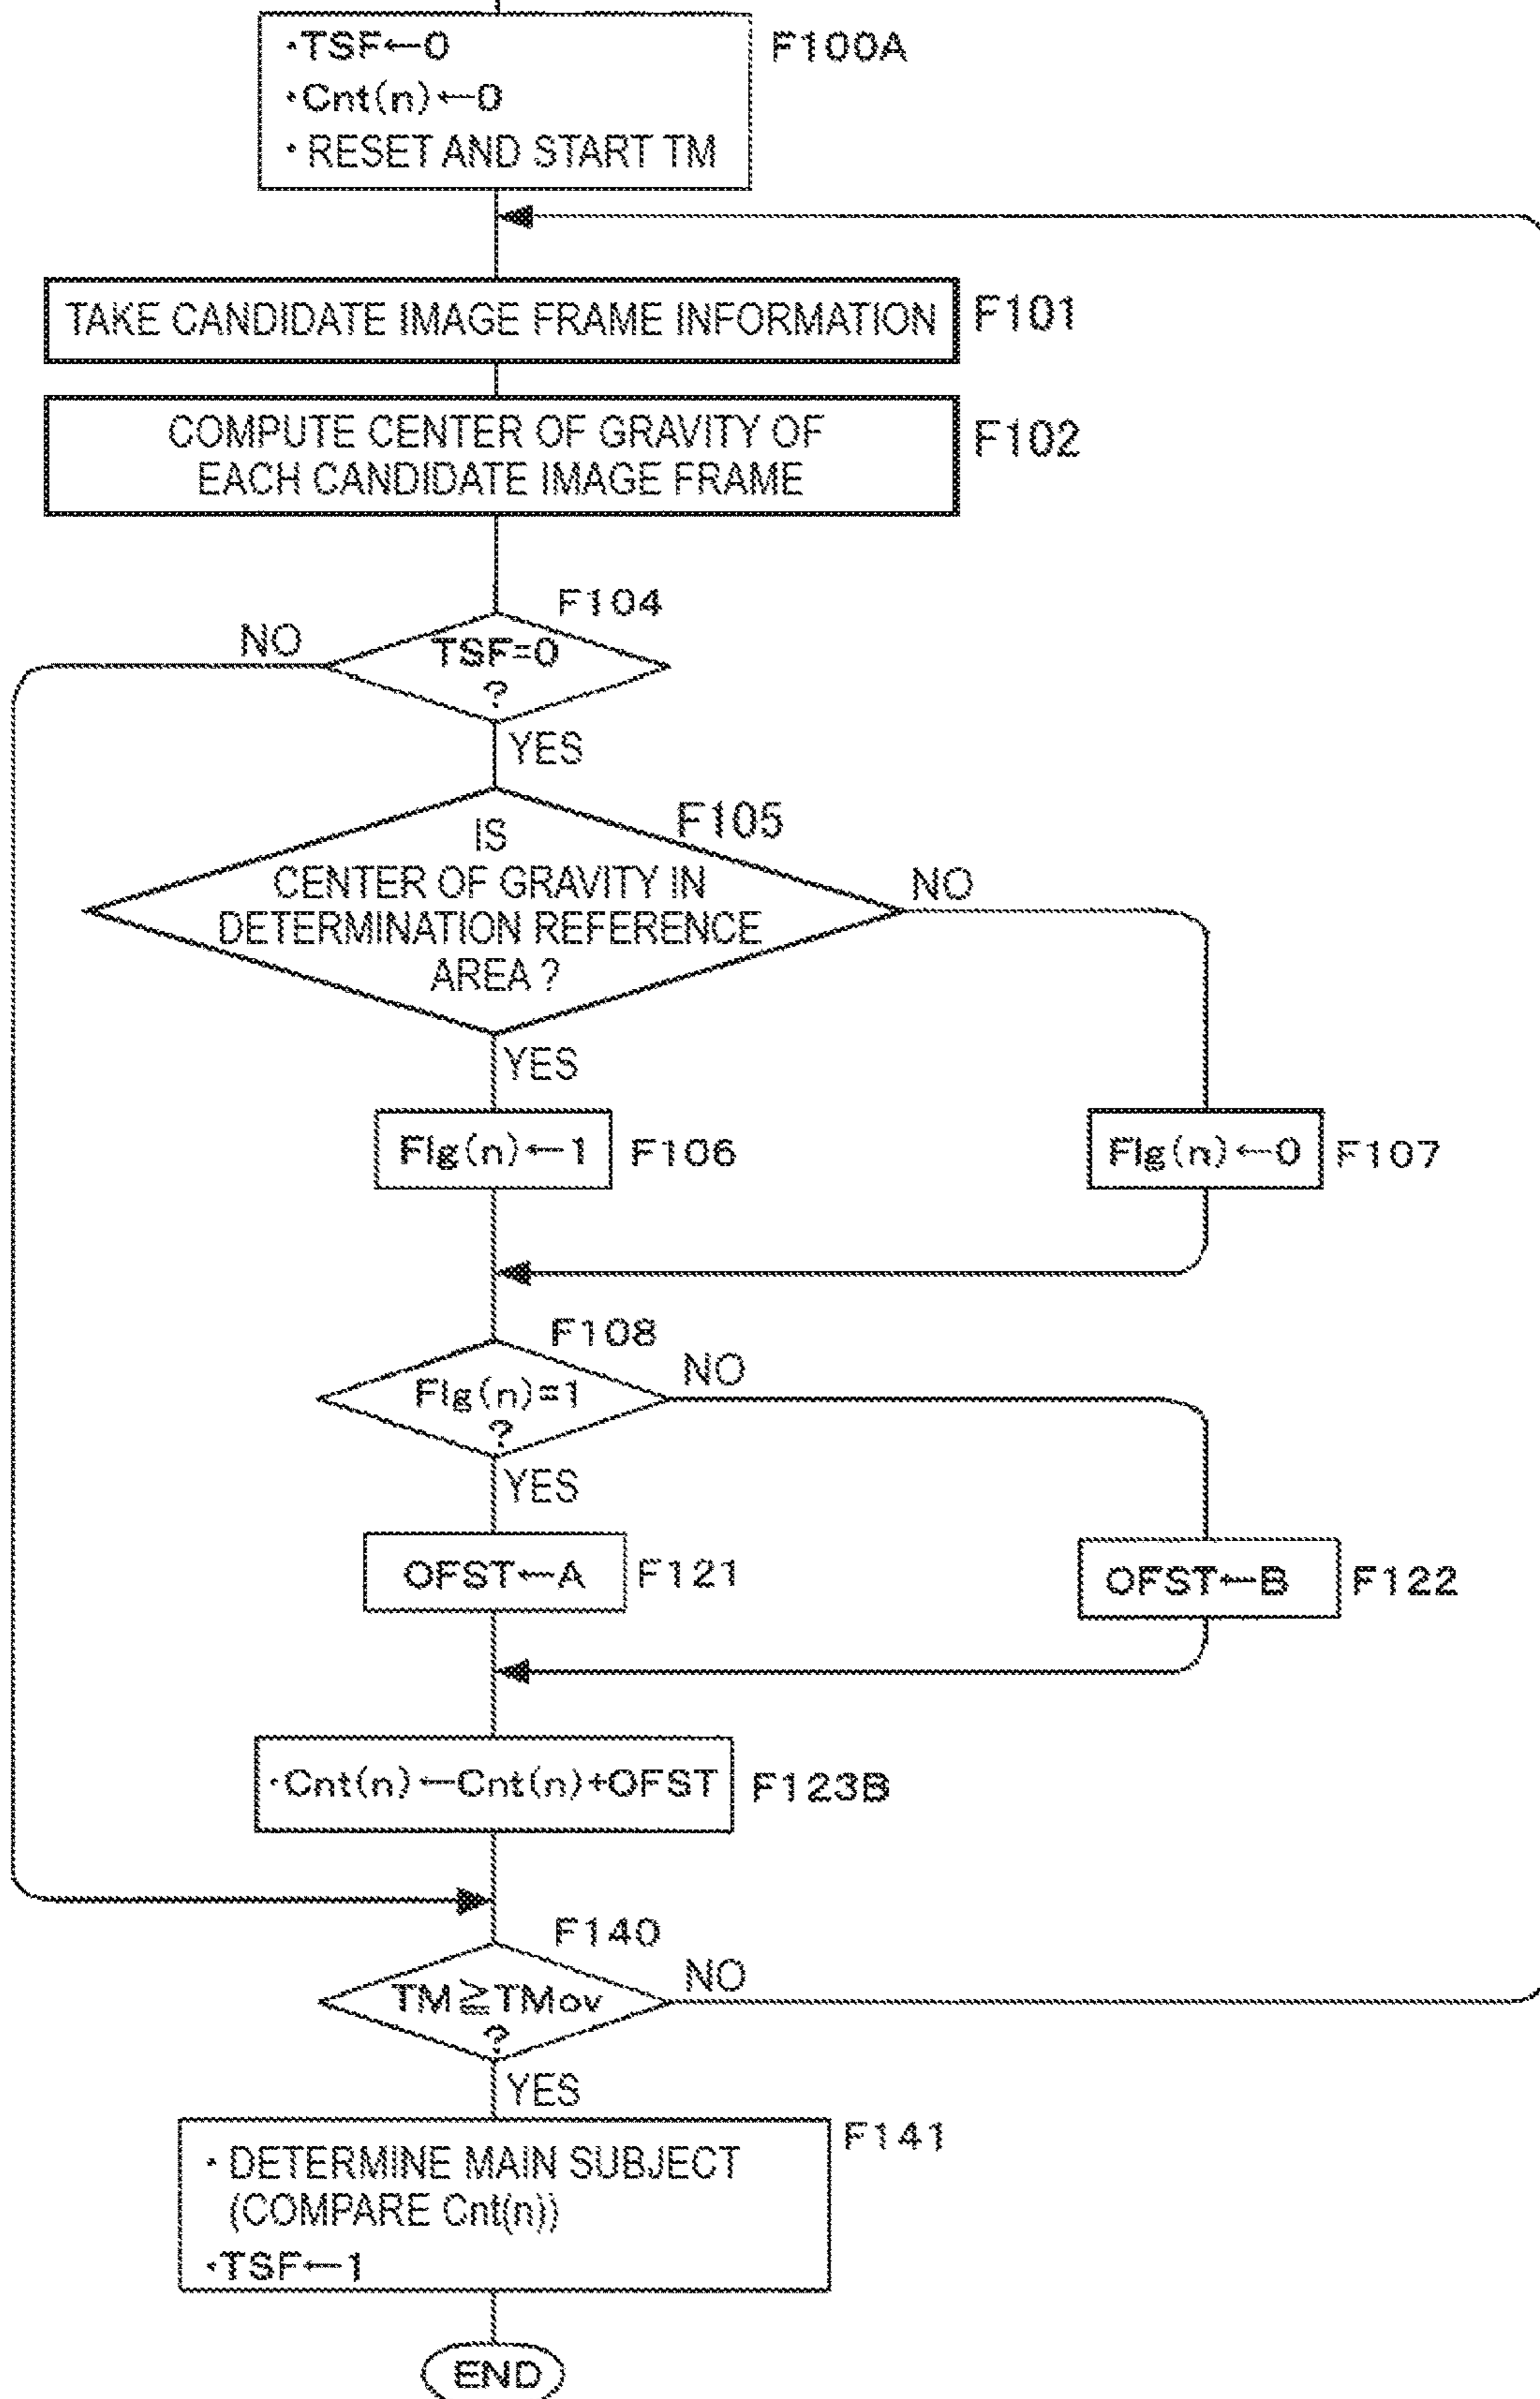 ・TSF←0
F100A
・Cnt(n)←0
・RESET AND START TM
TAKE CANDIDATE IMAGE FRAME INFORMATION
F101
COMPUTE CENTER OF GRAVITY OF
EACH CANDIDATE IMAGE FRAME
F102
F104
NO
TSF=0
?
YES
F105
IS
CENTER OF GRAVITY IN
DETERMINATION REFERENCE
AREA ?
NO
YES
Flg(n)←1
F106
Flg(n)←0
F107
F108
NO
Flg(n)=1
?
YES
OFST←A
F121
OFST←B
F122
・Cnt(n)←Cnt(n)+OFST
F123B
F140
NO
TM≧TMov
?
YES
F141
・DETERMINE MAIN SUBJECT
(COMPARE Cnt(n))
・TSF←1
END